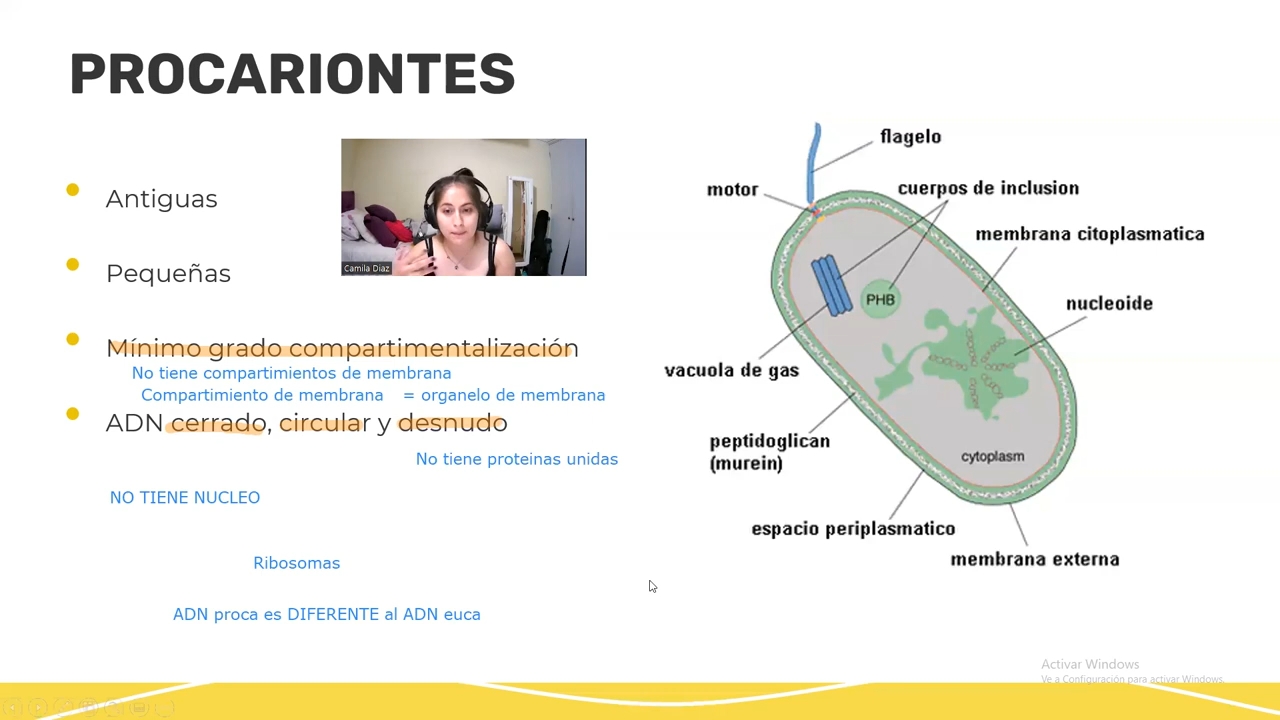 PROCARIONTES
Antiguas
Pequeñas
Camila Diaz
Mínimo grado compartimentalización
No tiene compartimientos de membrana
Compartimiento de membrana = organelo de membrana
ADN cerrado, circular y desnudo
No tiene proteinas unidas
NO TIENE NUCLEO
Ribosomas
ADN proca es DIFERENTE al ADN euca
flagelo
motor
cuerpos de inclusion
membrana citoplasmatica
nucleoide
PHB
vacuola de gas
peptidoglican
(murein)
cytoplasm
espacio periplasmatico
membrana externa
Activar Windows
Ve a Configuración para activar Windows.